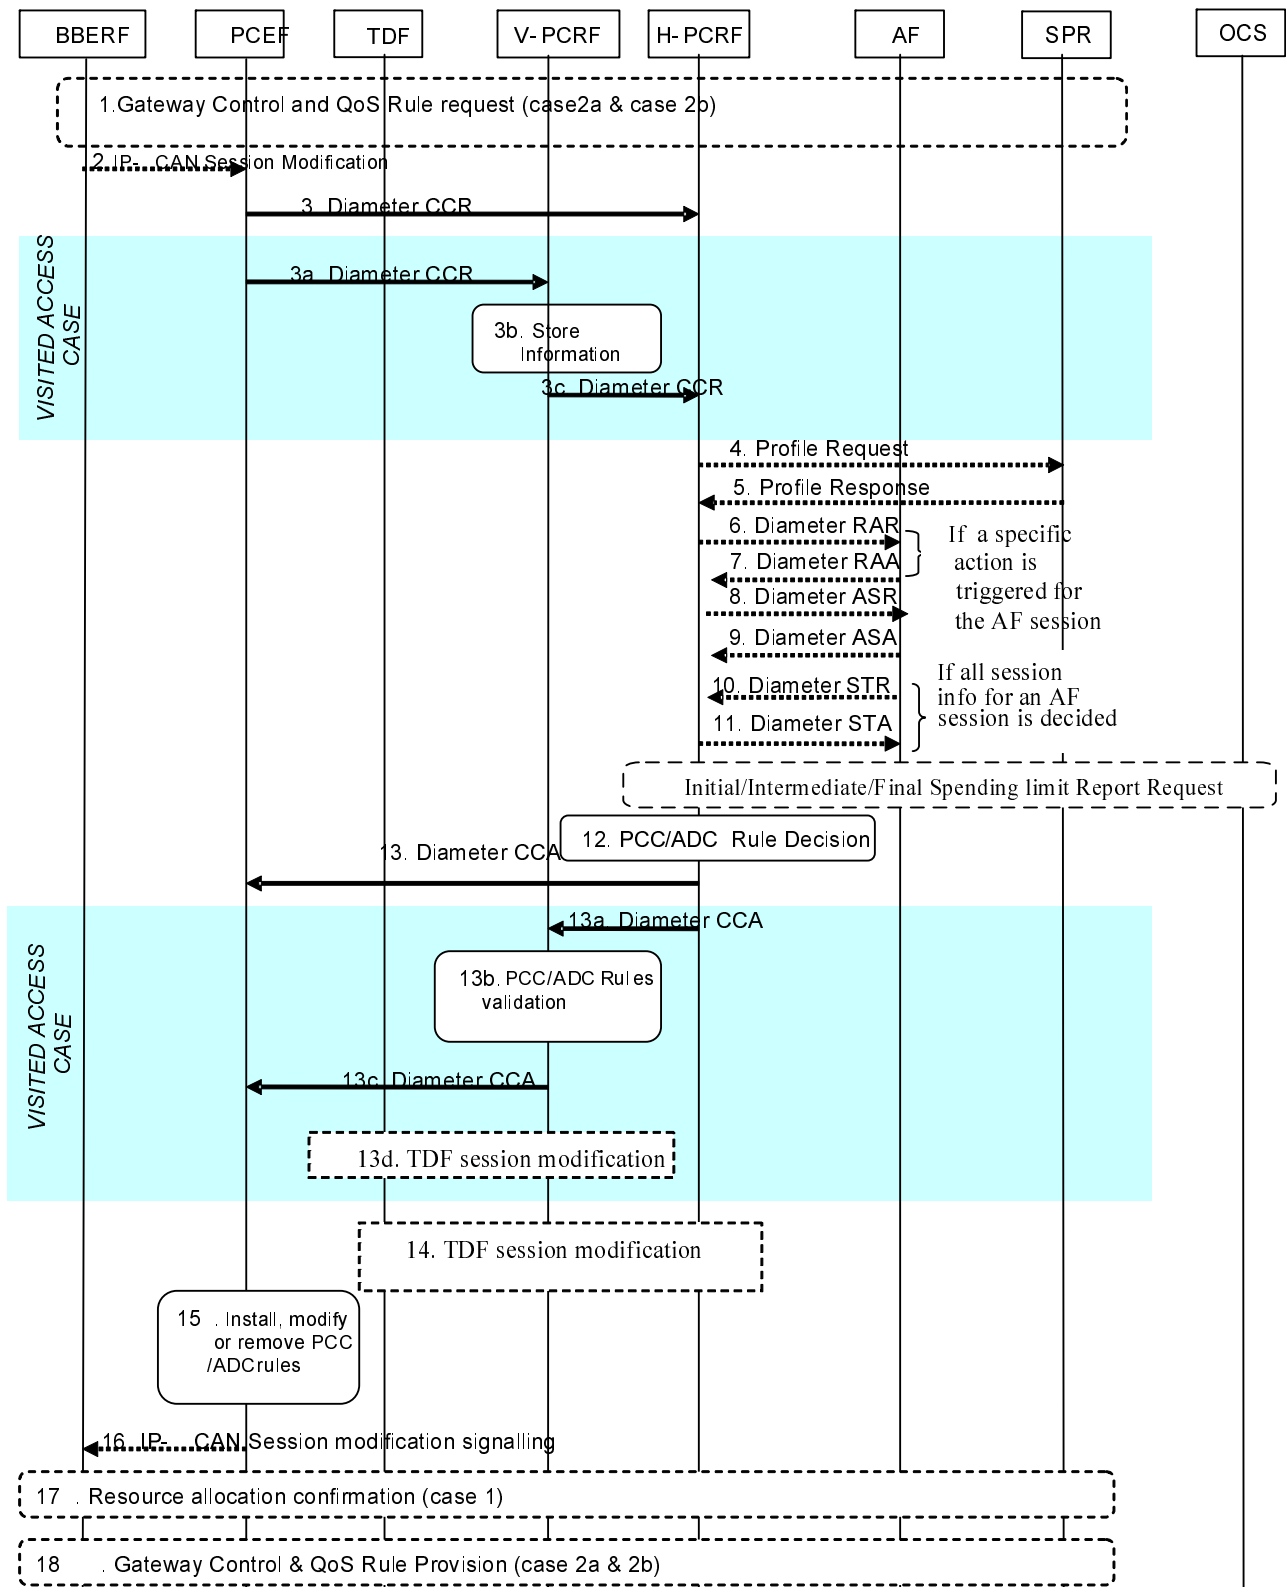 BBERF
PCEF
TDF
V- PCRF
H- PCRF
AF
SPR
OCS
1.Gateway Control and QoS Rule request (case2a & case 2b)
2. IP- CAN Session Modification
3. Diameter CCR
VISITED ACCESS
CASE
3a. Diameter CCR
3b. Store
Information
3c. Diameter CCR
4. Profile Request
5. Profile Response
6. Diameter RAR
7. Diameter RAA
8. Diameter ASR
9. Diameter ASA
If a specific
action is
triggered for
the AF session
10. Diameter STR
11. Diameter STA
If all session
info for an AF
session is decided
Initial/Intermediate/Final Spending limit Report Request
12. PCC/ADC Rule Decision
13. Diameter CCA
VISITED ACCESS
CASE
13a. Diameter CCA
13b. PCC/ADC Rules
validation
13c. Diameter CCA
13d. TDF session modification
14. TDF session modification
15 . Install, modify
or remove PCC
/ADC rules
16. IP- CAN Session modification signalling
17 . Resource allocation confirmation (case 1)
18 . Gateway Control & QoS Rule Provision (case 2a & 2b)